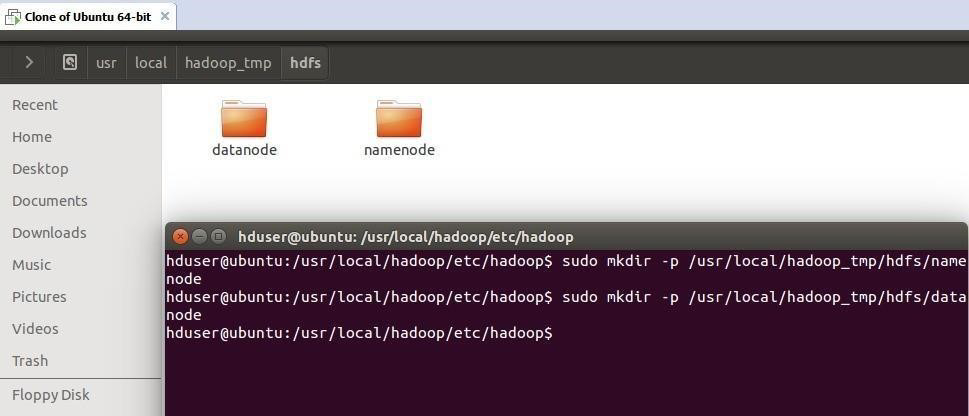 Clone of Ubuntu 64-bit
usr local hadoop_tmp hdfs
Recent
Home
Desktop
Documents
Downloads
Music
Pictures
Videos
Trash
Floppy Disk
datanode namenode
hduser@ubuntu: /usr/local/hadoop/etc/hadoop
hduser@ubuntu:/usr/local/hadoop/etc/hadoop$ sudo mkdir -p /usr/local/hadoop_tmp/hdfs/name
node
hduser@ubuntu:/usr/local/hadoop/etc/hadoop$ sudo mkdir -p /usr/local/hadoop_tmp/hdfs/data
node
hduser@ubuntu:/usr/local/hadoop/etc/hadoop$